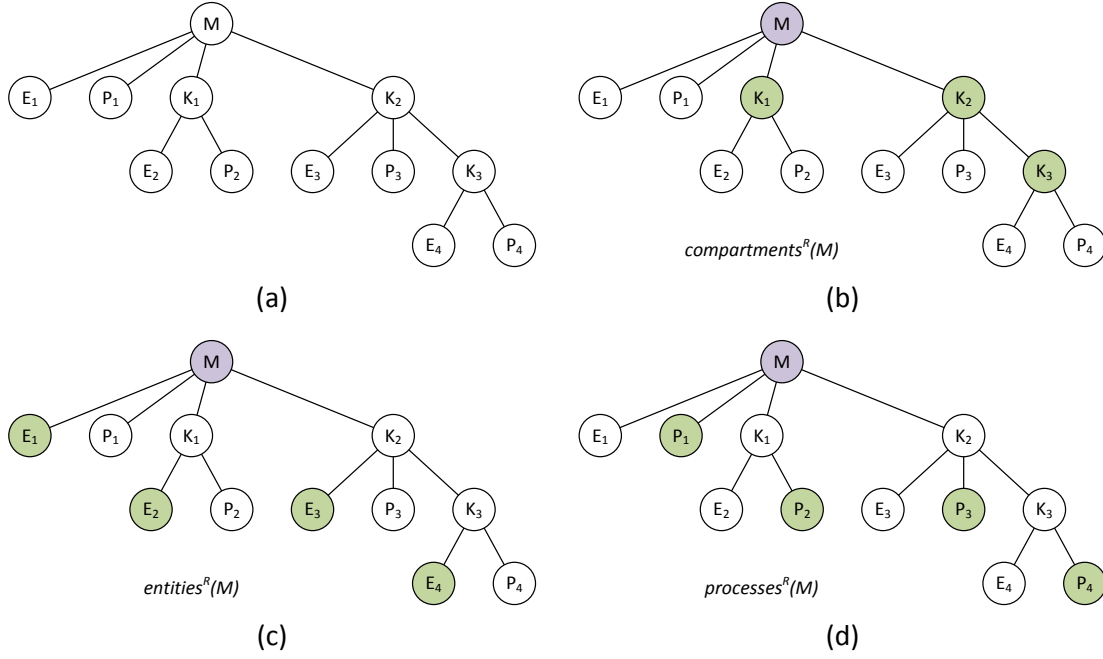 M
E₁ P₁ K₁ K₂
E₂ P₂ E₃ P₃ K₃
E₄ P₄
(a)
M
E₁ P₁ K₁ K₂
E₂ P₂ E₃ P₃ K₃
E₄ P₄
compartmentsᴿ(M)
(b)
M
E₁ P₁ K₁ K₂
E₂ P₂ E₃ P₃ K₃
E₄ P₄
entitiesᴿ(M)
(c)
M
E₁ P₁ K₁ K₂
E₂ P₂ E₃ P₃ K₃
E₄ P₄
processesᴿ(M)
(d)